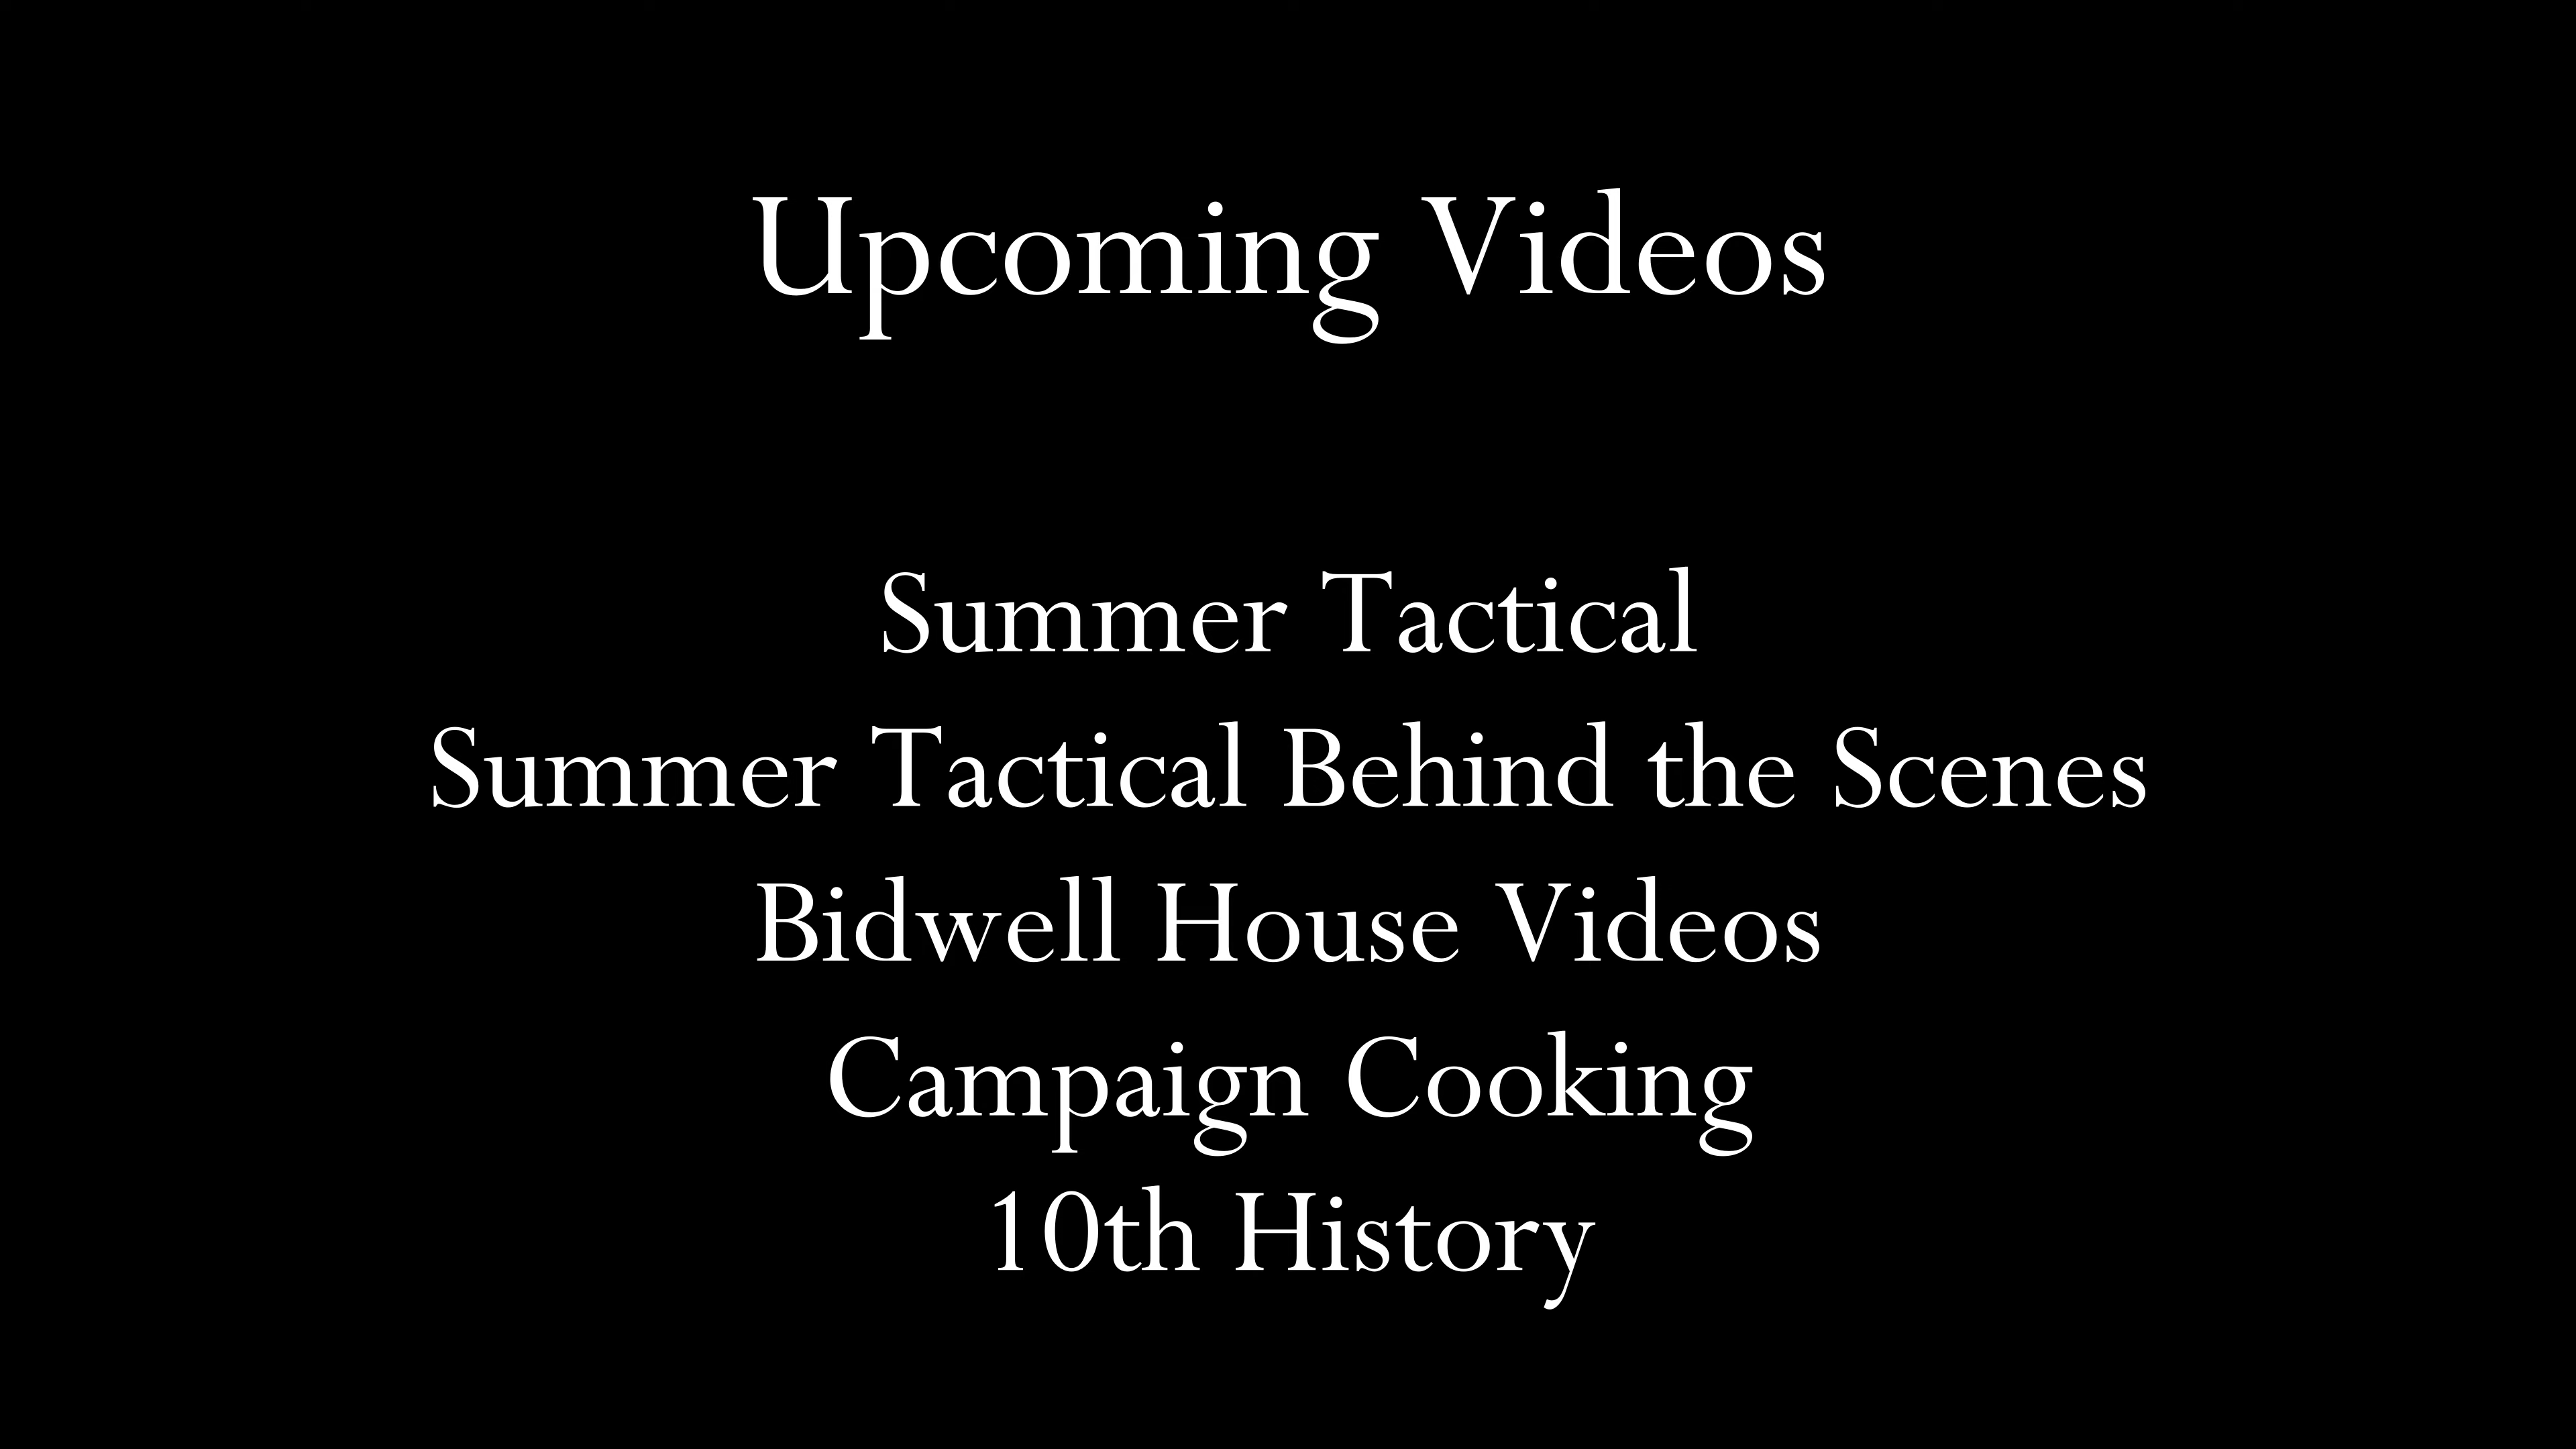 Upcoming Videos
Summer Tactical
Summer Tactical Behind the Scenes
Bidwell House Videos
Campaign Cooking
10th History